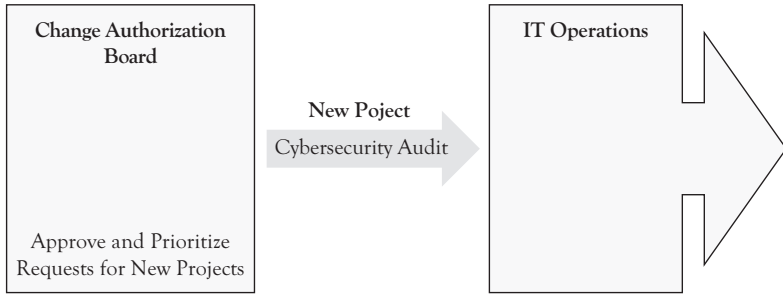 Change Authorization
Board
Approve and Prioritize
Requests for New Projects
New Poject
Cybersecurity Audit
IT Operations